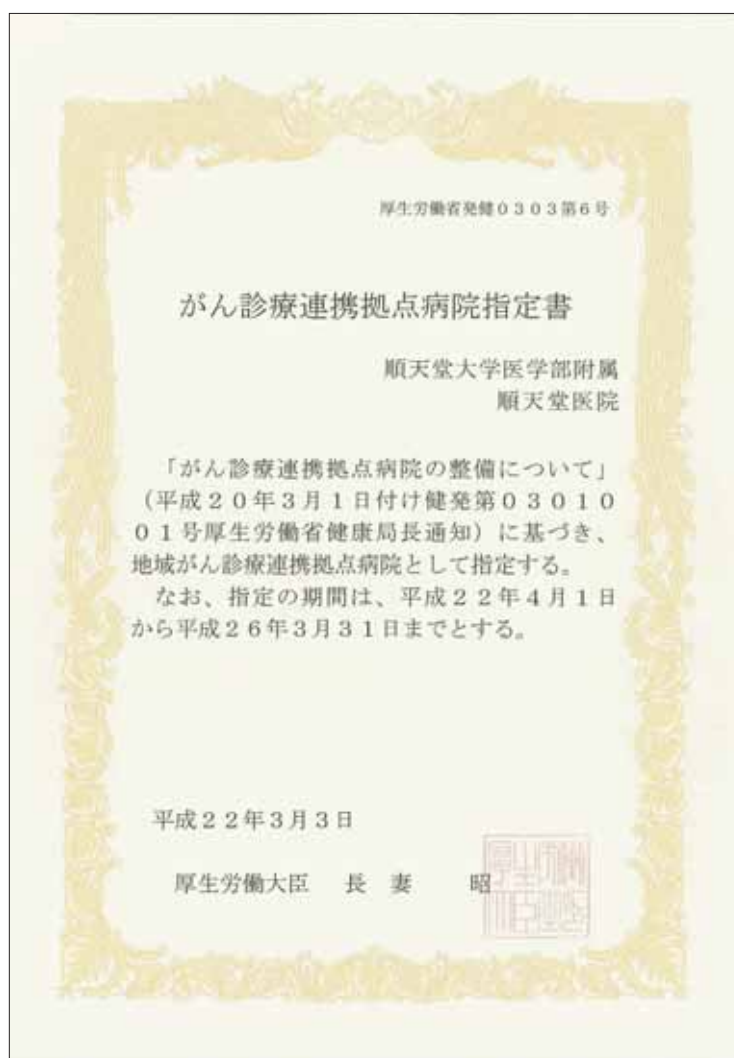 厚生労働省発健０３０３第６号
がん診療連携拠点病院指定書
順天堂大学医学部附属
順天堂医院
「がん診療連携拠点病院の整備について」
（平成２０年３月１日付け健発第０３０１０
０１号厚生労働省健康局長通知）に基づき、
地域がん診療連携拠点病院として指定する。
なお、指定の期間は、平成２２年４月１日
から平成２６年３月３１日までとする。
平成２２年３月３日
厚生労働大臣　長　妻　　昭